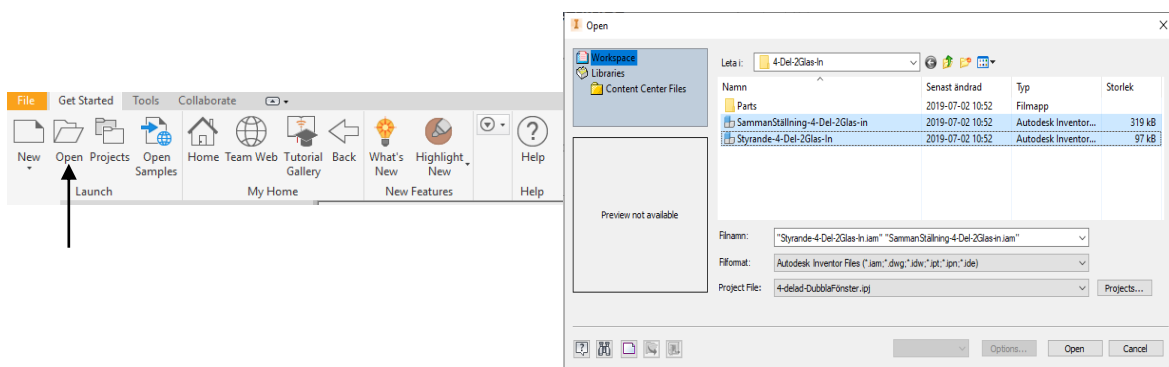 File Get Started Tools Collaborate
New Open Projects Open Samples Home Team Web Tutorial Gallery Back What's New Highlight New Help
Launch My Home New Features Help
Open
Workspace
Libraries
Content Center Files
Leta i: 4-Del-2Glas-In
Namn Senast ändrad Typ Storlek
Parts 2019-07-02 10:52 Filmapp
SammanStällning-4-Del-2Glas-in 2019-07-02 10:52 Autodesk Inventor... 319 kB
Styrande-4-Del-2Glas-In 2019-07-02 10:52 Autodesk Inventor... 97 kB
Preview not available
Filnamn: "Styrande-4-Del-2Glas-In.iam" "SammanStällning-4-Del-2Glas-in.iam"
Filformat: Autodesk Inventor Files (*.iam;*.dwg;*.idw;*.ipt;*.ipn;*.ide)
Project File: 4-delad-DubblaFönster.ipj Projects...
Options... Open Cancel